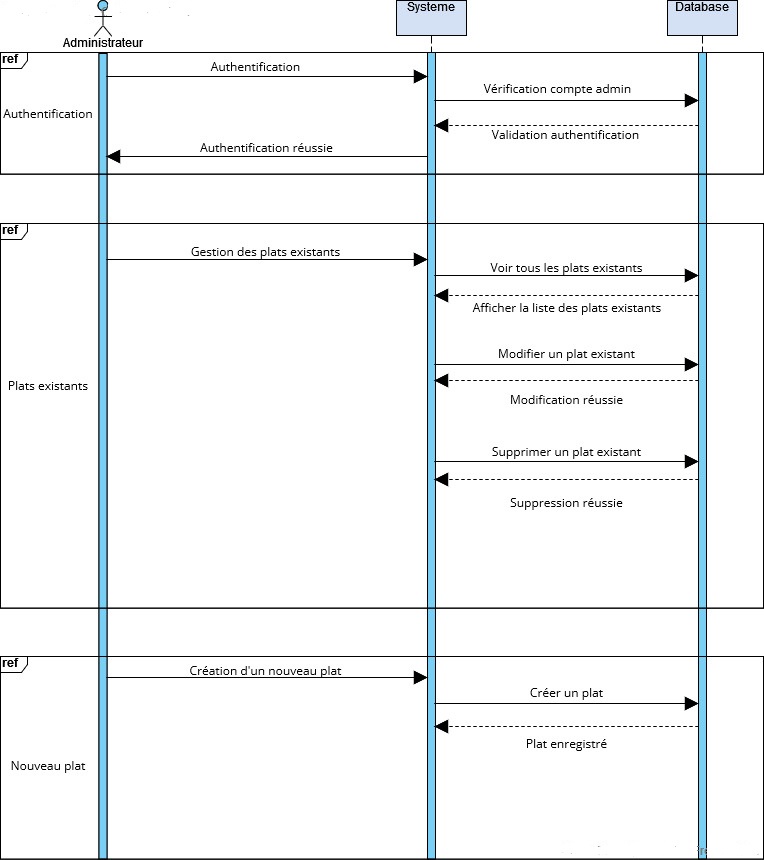 Systeme
Database
Administrateur
ref
Authentification
Vérification compte admin
Authentification
Validation authentification
Authentification réussie
ref
Gestion des plats existants
Voir tous les plats existants
Afficher la liste des plats existants
Modifier un plat existant
Plats existants
Modification réussie
Supprimer un plat existant
Suppression réussie
ref
Création d'un nouveau plat
Créer un plat
Plat enregistré
Nouveau plat